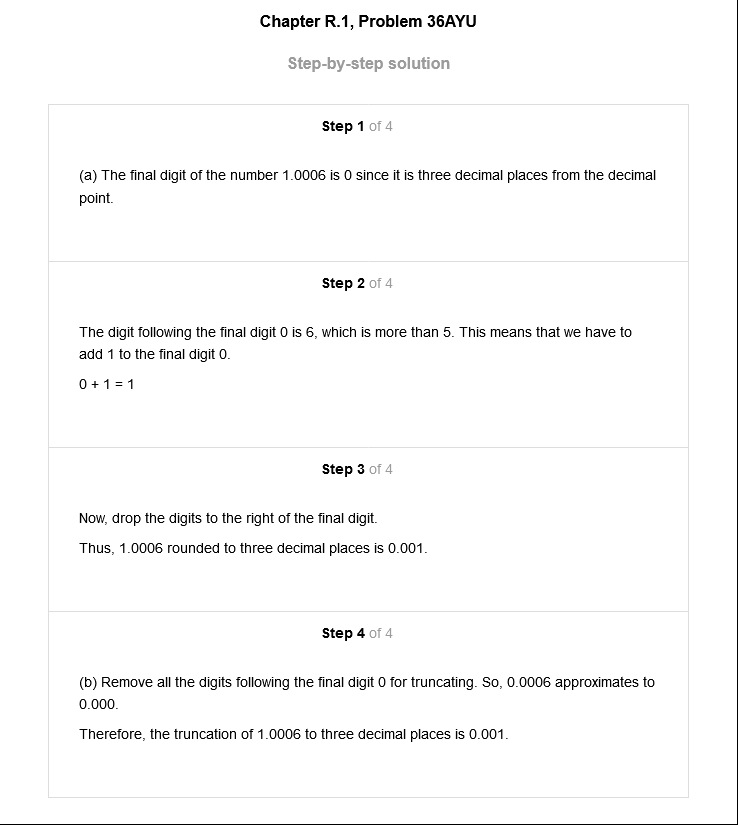 Chapter R.1, Problem 36AYU
Step-by-step solution
Step 1 of 4
(a) The final digit of the number 1.0006 is 0 since it is three decimal places from the decimal
point.
Step 2 of 4
The digit following the final digit 0 is 6, which is more than 5. This means that we have to
add 1 to the final digit 0.
0 + 1 = 1
Step 3 of 4
Now, drop the digits to the right of the final digit.
Thus, 1.0006 rounded to three decimal places is 0.001.
Step 4 of 4
(b) Remove all the digits following the final digit 0 for truncating. So, 0.0006 approximates to
0.000.
Therefore, the truncation of 1.0006 to three decimal places is 0.001.